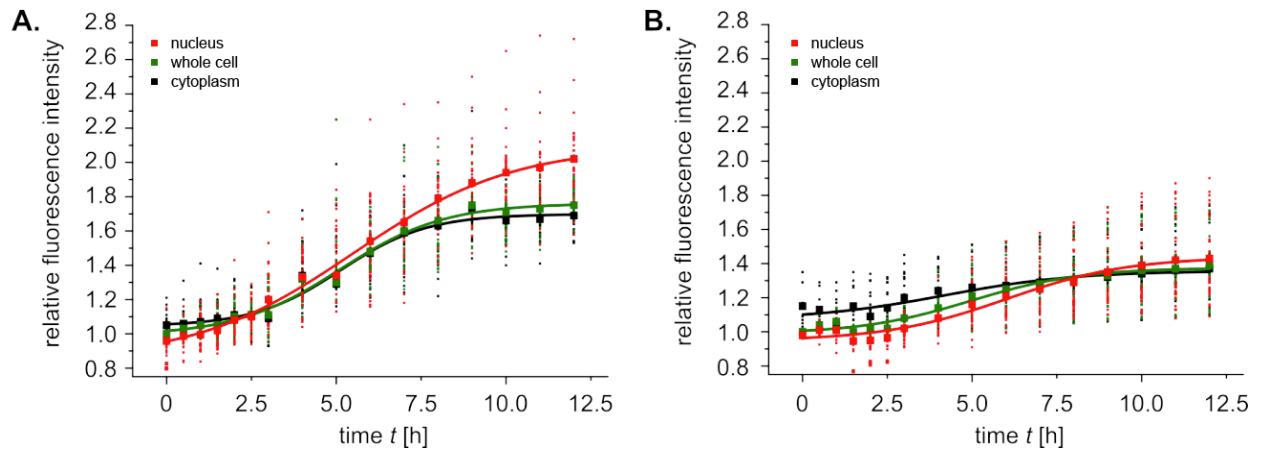 A.
relative fluorescence intensity
2.8
2.6
2.4
2.2
2.0
1.8
1.6
1.4
1.2
1.0
0.8
nucleus
whole cell
cytoplasm
0 2.5 5.0 7.5 10.0 12.5
time t [h]
B.
relative fluorescence intensity
2.8
2.6
2.4
2.2
2.0
1.8
1.6
1.4
1.2
1.0
0.8
nucleus
whole cell
cytoplasm
0 2.5 5.0 7.5 10.0 12.5
time t [h]